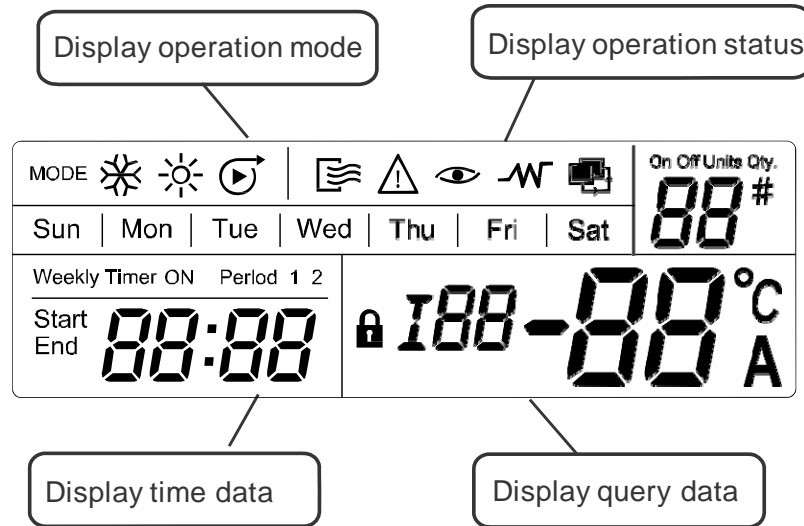 Display operation mode
Display operation status
MODE
On Off Units Qty.
88 #
Sun Mon Tue Wed Thu Fri Sat
Weekly Timer ON Period 1 2
Start
End
88:88
I88 -88 °C
A
Display time data
Display query data